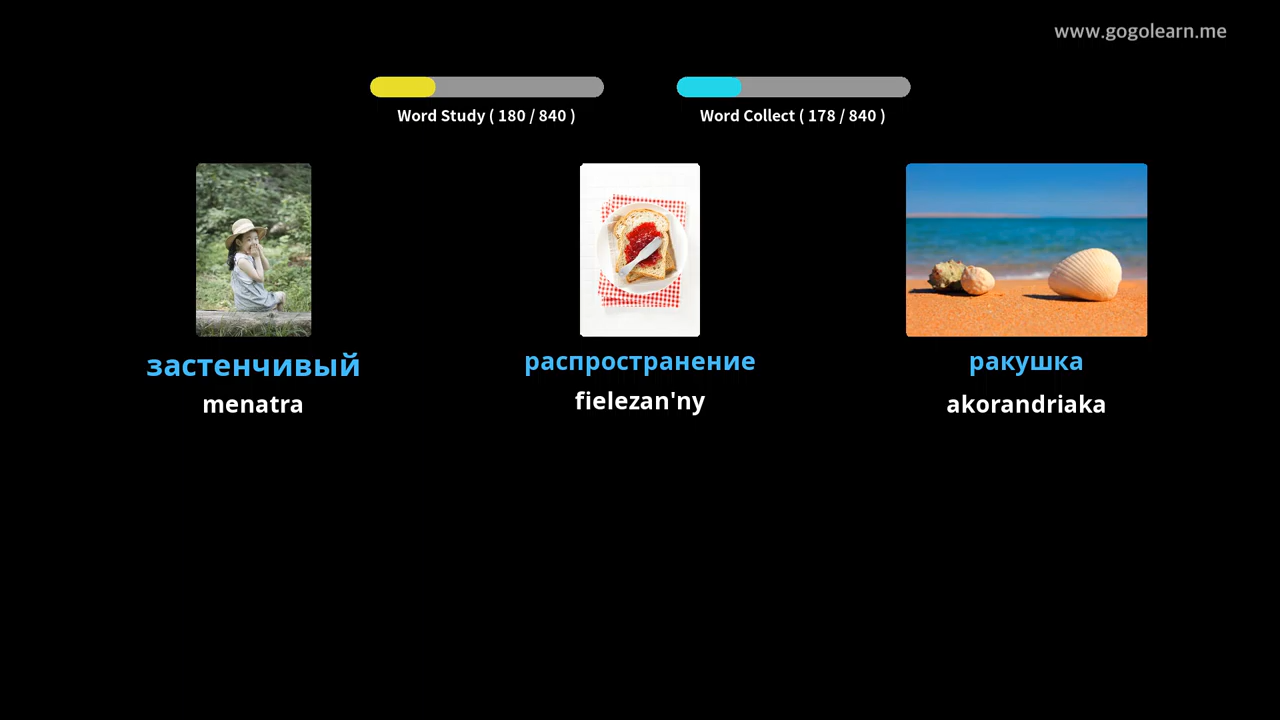 www.gogolearn.me
Word Study ( 180 / 840 )
Word Collect ( 178 / 840 )
застенчивый
menatra
распространение
fielezan'ny
ракушка
akorandriaka